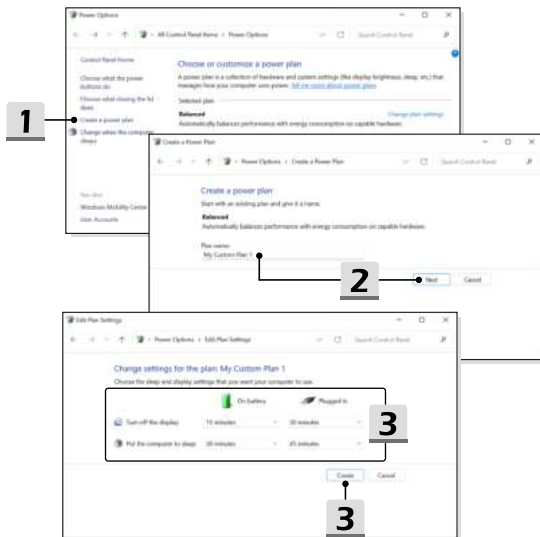 Power Options
All Control Panel Items › Power Options
Search Control Panel
Control Panel Home
Choose what the power
buttons do
Choose what closing the lid
does
Create a power plan
Change when the computer
sleeps
See also
Windows Mobility Center
User Accounts
Choose or customize a power plan
A power plan is a collection of hardware and system settings (like display brightness, sleep, etc.) that
manages how your computer uses power. Tell me more about power plans
Selected plan
Balanced
Change plan settings
Automatically balances performance with energy consumption on capable hardware.
1
Create a Power Plan
Power Options › Create a Power Plan
Search Control Panel
Create a power plan
Start with an existing plan and give it a name.
Balanced
Automatically balances performance with energy consumption on capable hardware.
Plan name:
My Custom Plan 1
2
Next
Cancel
Edit Plan Settings
Power Options › Edit Plan Settings
Search Control Panel
Change settings for the plan: My Custom Plan 1
Choose the sleep and display settings that you want your computer to use.
On battery
Plugged in
Turn off the display:
15 minutes
30 minutes
Put the computer to sleep:
30 minutes
45 minutes
3
Create
Cancel
3